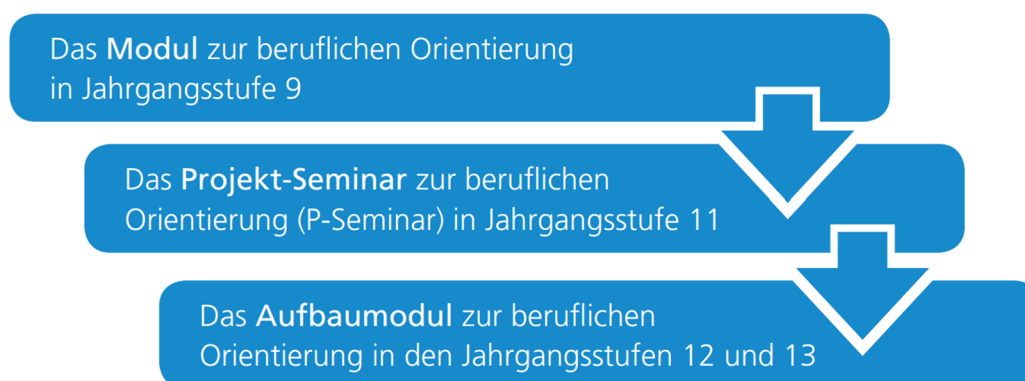 Das Modul zur beruflichen Orientierung
in Jahrgangsstufe 9
Das Projekt-Seminar zur beruflichen
Orientierung (P-Seminar) in Jahrgangsstufe 11
Das Aufbaumodul zur beruflichen
Orientierung in den Jahrgangsstufen 12 und 13